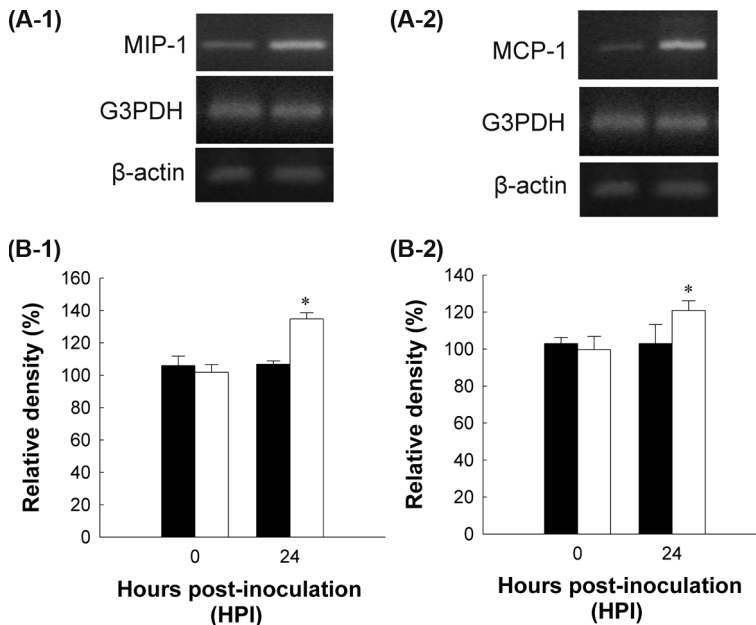 (A-1)
MIP-1
G3PDH
β-actin
(A-2)
MCP-1
G3PDH
β-actin
(B-1)
Relative density (%)
160
140
120
100
80
60
40
20
0
*
0
24
Hours post-inoculation
(HPI)
(B-2)
Relative density (%)
140
120
100
80
60
40
20
0
*
0
24
Hours post-inoculation
(HPI)